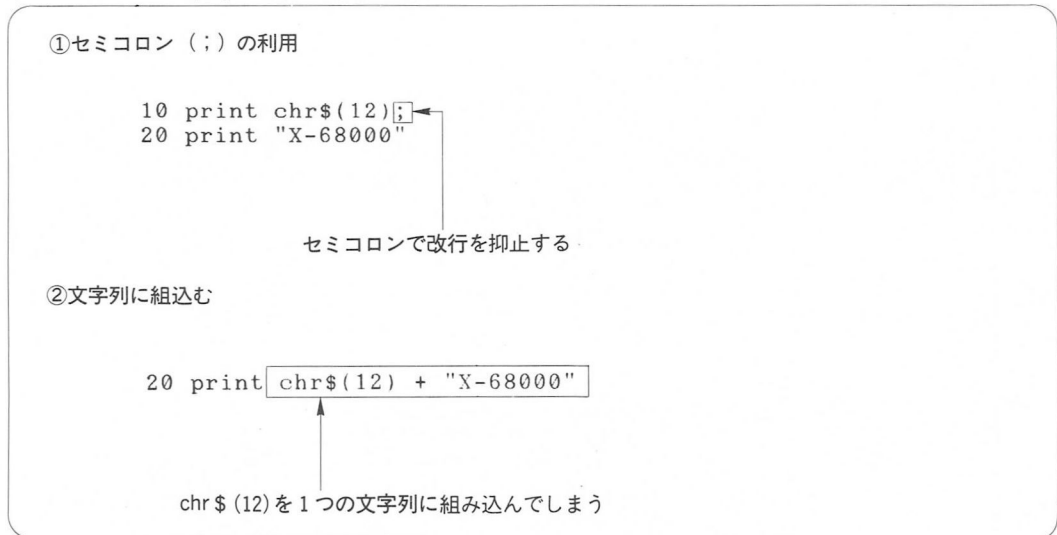 ①セミコロン（;）の利用
10 print chr$(12);
20 print "X-68000"
セミコロンで改行を抑止する
②文字列に組込む
20 print chr$(12) + "X-68000"
chr$(12)を1つの文字列に組み込んでしまう